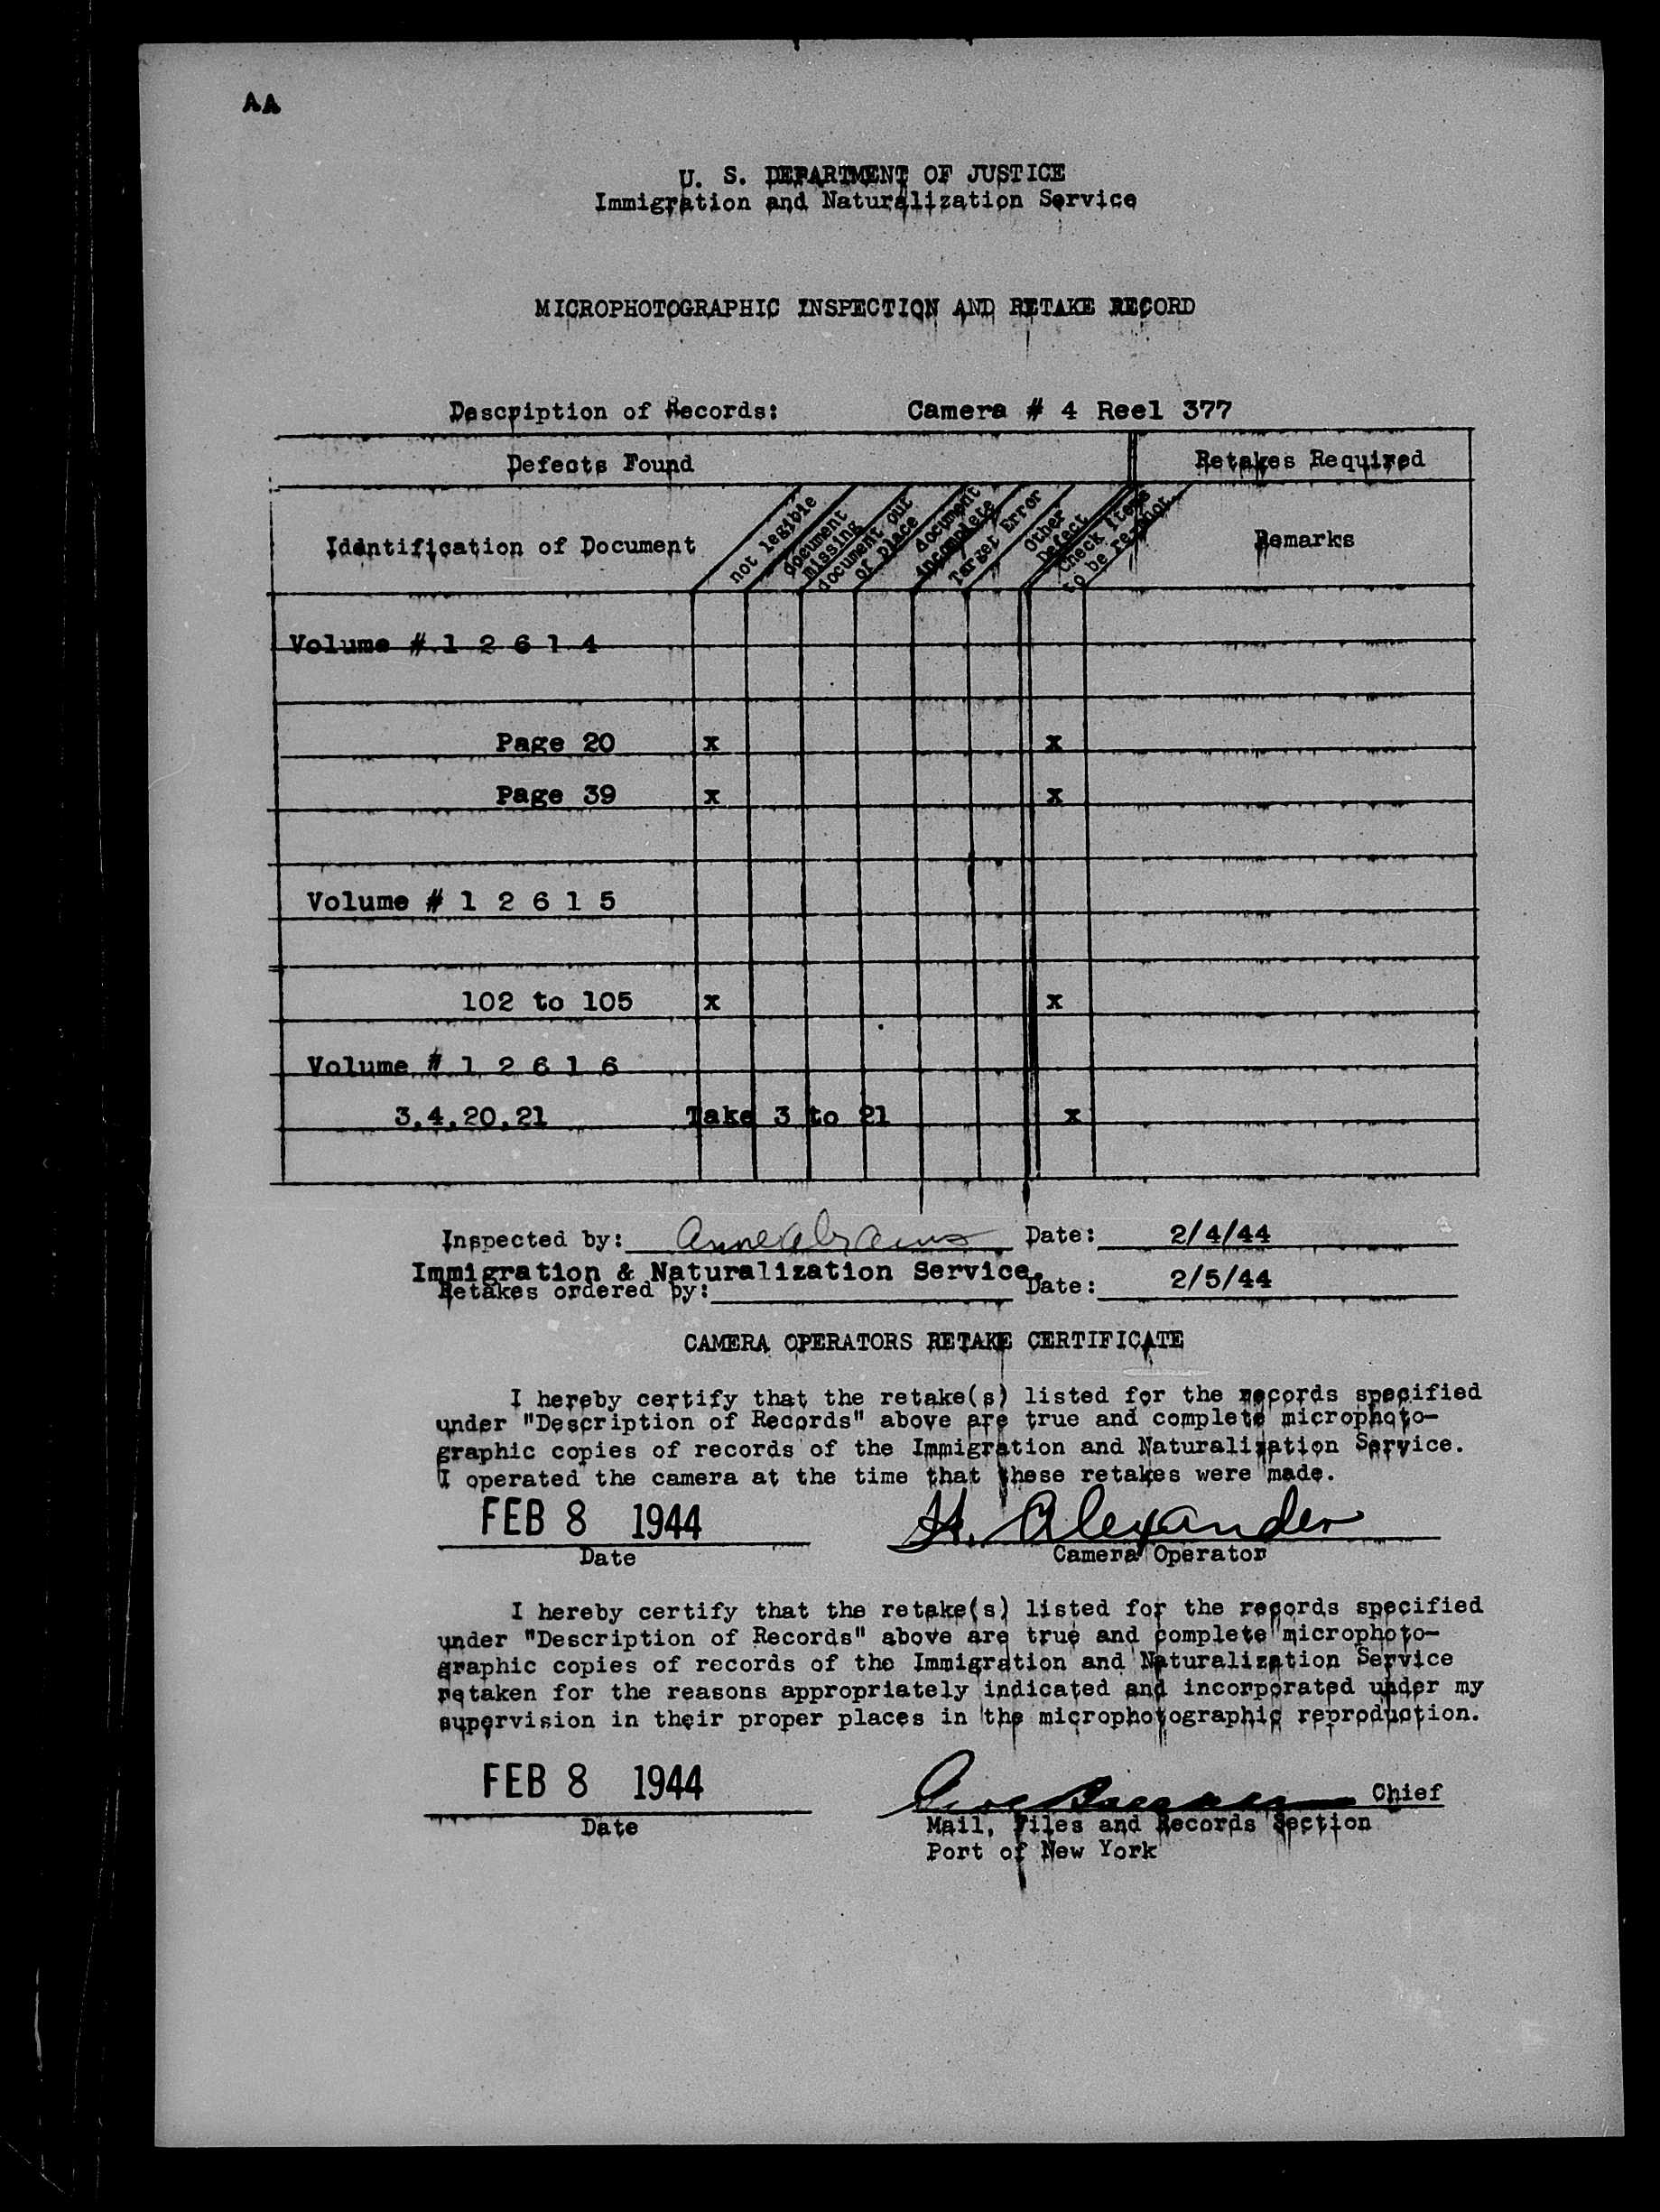 AA
U. S. DEPARTMENT OF JUSTICE
Immigration and Naturalization Service
MICROPHOTOGRAPHIC INSPECTION AND RETAKE RECORD
Description of Records: Camera # 4 Reel 377
Defects Found Retakes Required
Identification of Document not legible document missing document out of place document incomplete Target Error Other Defect Check Items to be Remarks
Volume # 1 2 6 1 4
Page 20 x x
Page 39 x x
Volume # 1 2 6 1 5
102 to 105 x x
Volume # 1 2 6 1 6
3,4,20,21 Take 3 to 21 x
Inspected by: Anne Abrams Date: 2/4/44
Immigration & Naturalization Service.
Retakes ordered by: Date: 2/5/44
CAMERA OPERATORS RETAKE CERTIFICATE
I hereby certify that the retake(s) listed for the records specified
under "Description of Records" above are true and complete microphoto-
graphic copies of records of the Immigration and Naturalization Service.
I operated the camera at the time that these retakes were made.
FEB 8 1944 H. Alexander
Date Camera Operator
I hereby certify that the retake(s) listed for the records specified
under "Description of Records" above are true and complete microphoto-
graphic copies of records of the Immigration and Naturalization Service
retaken for the reasons appropriately indicated and incorporated under my
supervision in their proper places in the microphotographic reproduction.
FEB 8 1944 Chief
Date Mail, Files and Records Section
Port of New York